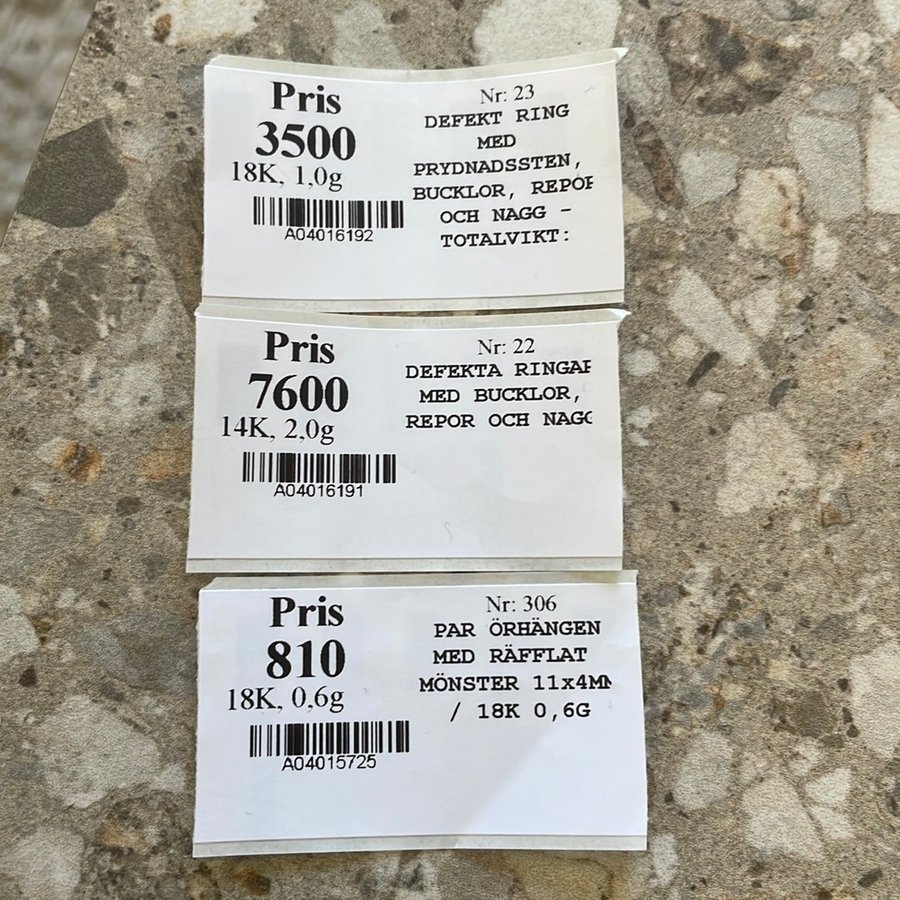 Pris
3500
18K, 1,0g
A04016192
Nr: 23
DEFEKT RING
MED
PRYDNADSSTEN,
BUCKLOR, REPOR
OCH NAGG -
TOTALVIKT:
Pris
7600
14K, 2,0g
A04016191
Nr: 22
DEFEKTA RINGAR
MED BUCKLOR,
REPOR OCH NAGG
Pris
810
18K, 0,6g
A04015725
Nr: 306
PAR ÖRHÄNGEN
MED RÄFFLAT
MÖNSTER 11x4MM
/ 18K 0,6G